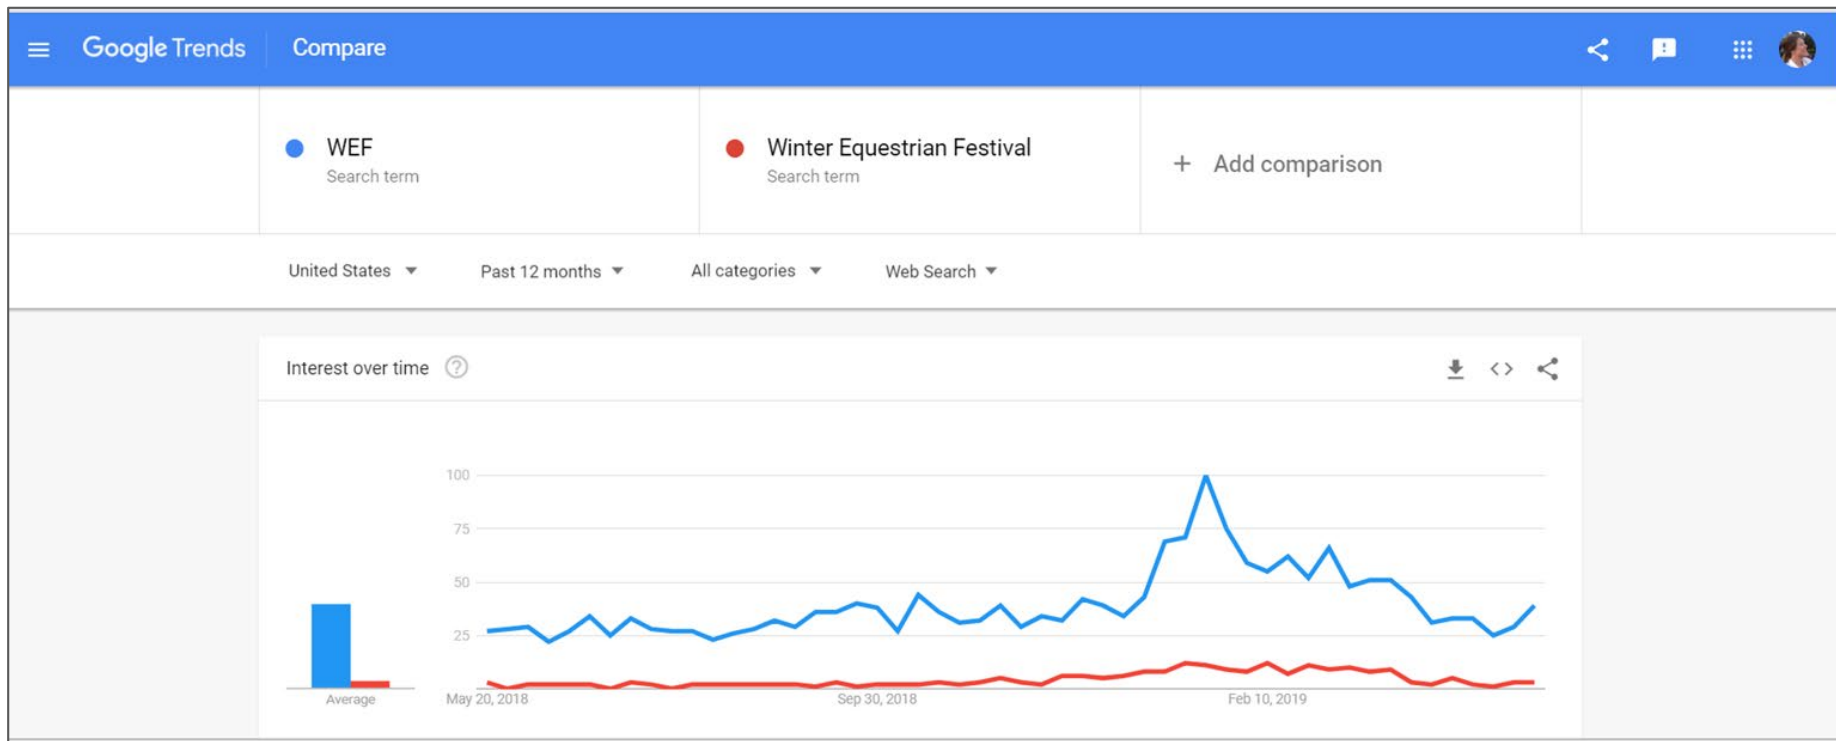 Google Trends Compare
WEF
Search term
Winter Equestrian Festival
Search term
+ Add comparison
United States Past 12 months All categories Web Search
Interest over time ?
100
75
50
25
Average
May 20, 2018 Sep 30, 2018 Feb 10, 2019